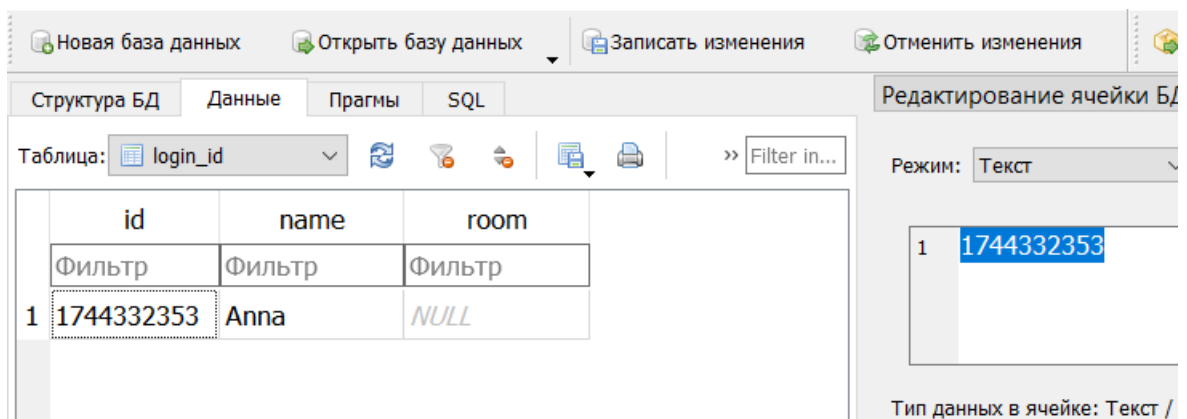 Новая база данных Открыть базу данных Записать изменения Отменить изменения
Структура БД Данные Прагмы SQL
Редактирование ячейки БД
Таблица: login_id » Filter in...
Режим: Текст
id name room
Фильтр Фильтр Фильтр
1 1744332353 Anna NULL
1 1744332353
Тип данных в ячейке: Текст /